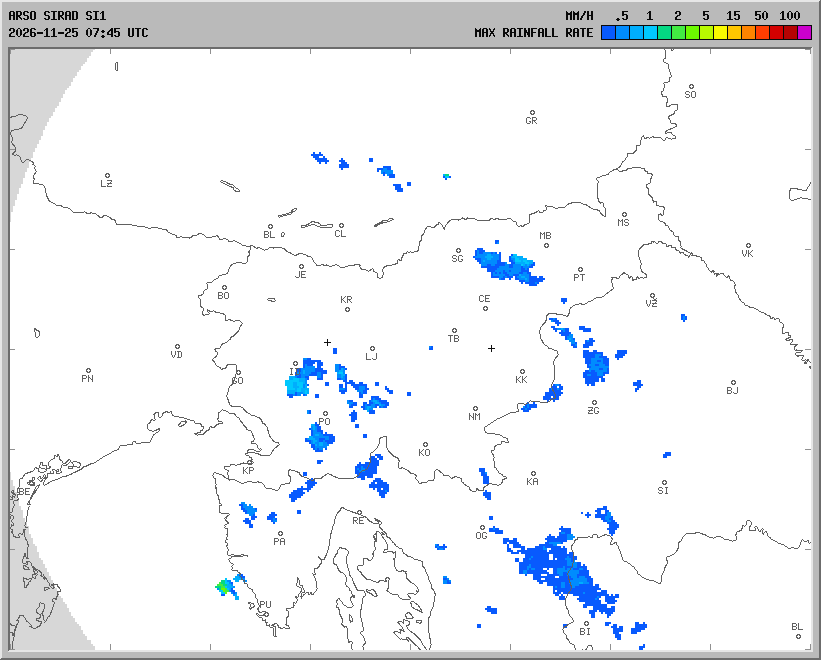 ARSO SIRAD SI1
2026-11-25 07:45 UTC
MM/H .5 1 2 5 15 50 100
MAX RAINFALL RATE
SO
GR
LZ
MS
BL CL
MB
VK
SG
JE PT
BO
KR CE VZ
TB
VD LJ
PN GO KK
BJ
NM ZG
PO
KO
KP
KA
BE SI
RE
OG
PA
PU
BI BL